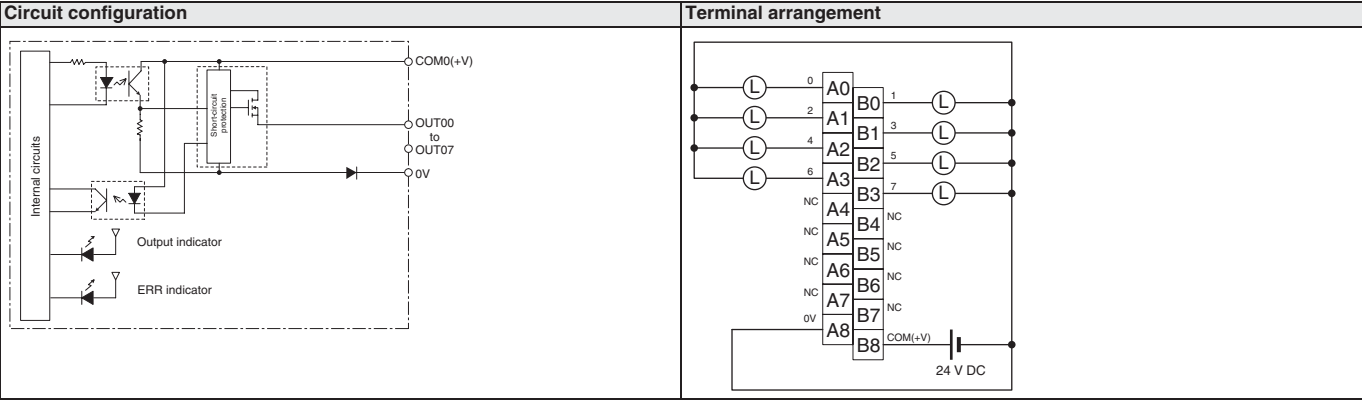 Circuit configuration
Terminal arrangement
COM0(+V)
Short-circuit
protection
OUT00
to
OUT07
0V
Internal circuits
Output indicator
ERR indicator
L 0 A0
B0 1 L
L 2 A1
B1 3 L
L 4 A2
B2 5 L
L 6 A3
B3 7 L
NC A4
B4 NC
NC A5
B5 NC
NC A6
B6 NC
NC A7
B7 NC
0V A8
B8 COM(+V)
24 V DC